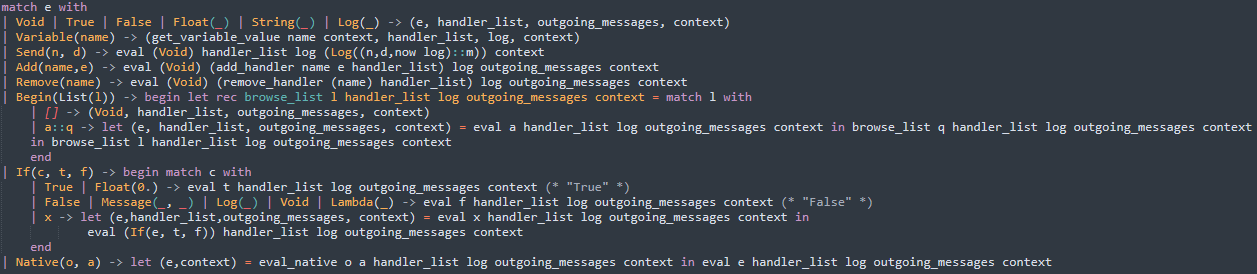 match e with
| Void | True | False | Float(_) | String(_) | Log(_) -> (e, handler_list, outgoing_messages, context)
| Variable(name) -> (get_variable_value name context, handler_list, log, context)
| Send(n, d) -> eval (Void) handler_list log (Log((n,d,now log)::m)) context
| Add(name,e) -> eval (Void) (add_handler name e handler_list) log outgoing_messages context
| Remove(name) -> eval (Void) (remove_handler (name) handler_list) log outgoing_messages context
| Begin(List(l)) -> begin let rec browse_list l handler_list log outgoing_messages context = match l with
| [] -> (Void, handler_list, outgoing_messages, context)
| a::q -> let (e, handler_list, outgoing_messages, context) = eval a handler_list log outgoing_messages context in browse_list q handler_list log outgoing_messages context
in browse_list l handler_list log outgoing_messages context
end
| If(c, t, f) -> begin match c with
| True | Float(0.) -> eval t handler_list log outgoing_messages context (* "True" *)
| False | Message(_, _) | Log(_) | Void | Lambda(_) -> eval f handler_list log outgoing_messages context (* "False" *)
| x -> let (e,handler_list,outgoing_messages, context) = eval x handler_list log outgoing_messages context in
eval (If(e, t, f)) handler_list log outgoing_messages context
end
| Native(o, a) -> let (e,context) = eval_native o a handler_list log outgoing_messages context in eval e handler_list log outgoing_messages context